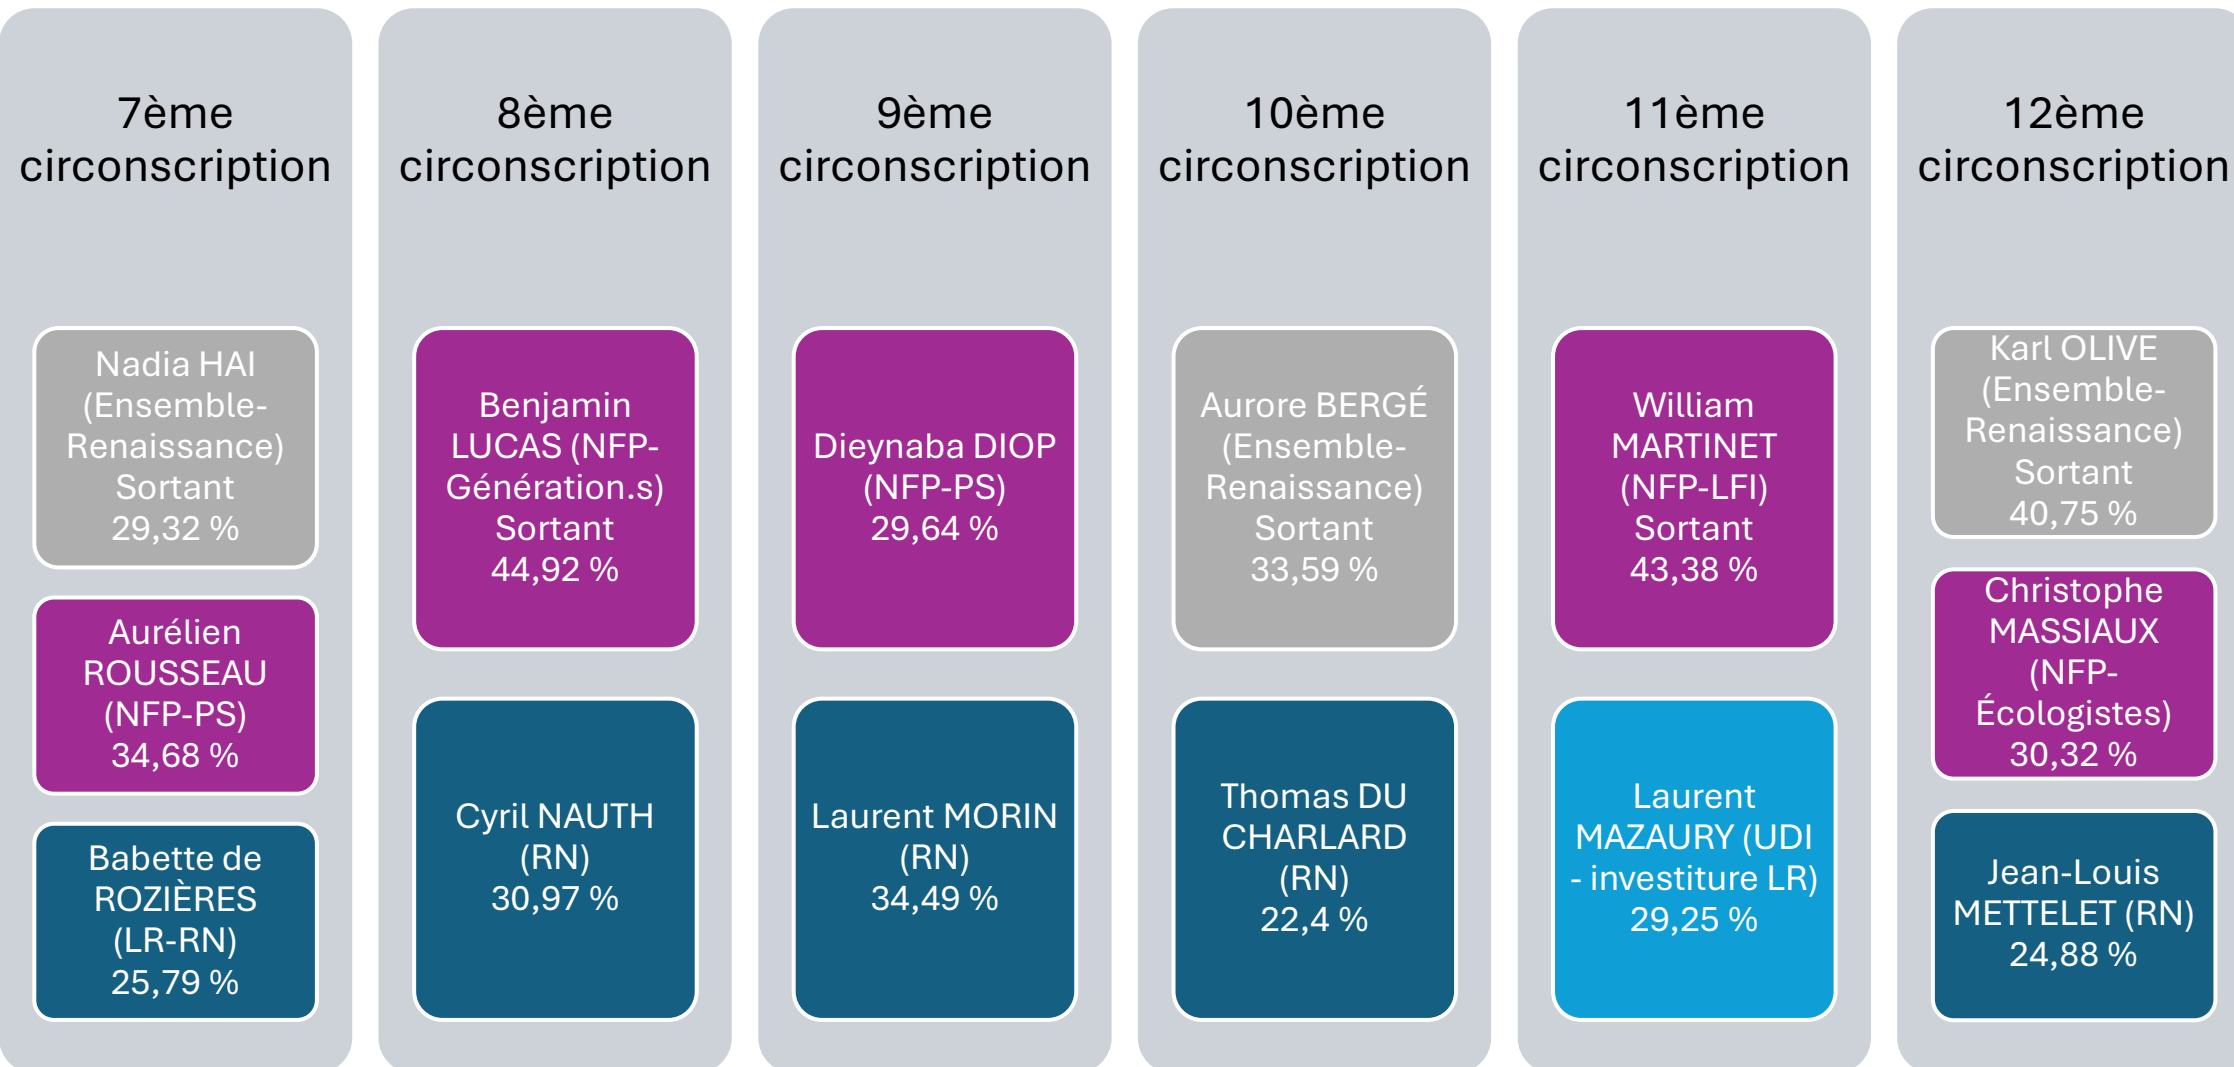 7ème
circonscription
Nadia HAI
(Ensemble-
Renaissance)
Sortant
29,32 %
Aurélien
ROUSSEAU
(NFP-PS)
34,68 %
Babette de
ROZIÈRES
(LR-RN)
25,79 %
8ème
circonscription
Benjamin
LUCAS (NFP-
Génération.s)
Sortant
44,92 %
Cyril NAUTH
(RN)
30,97 %
9ème
circonscription
Dieynaba DIOP
(NFP-PS)
29,64 %
Laurent MORIN
(RN)
34,49 %
10ème
circonscription
Aurore BERGÉ
(Ensemble-
Renaissance)
Sortant
33,59 %
Thomas DU
CHARLARD
(RN)
22,4 %
11ème
circonscription
William
MARTINET
(NFP-LFI)
Sortant
43,38 %
Laurent
MAZAURY (UDI
- investiture LR)
29,25 %
12ème
circonscription
Karl OLIVE
(Ensemble-
Renaissance)
Sortant
40,75 %
Christophe
MASSIAUX
(NFP-
Écologistes)
30,32 %
Jean-Louis
METTELET (RN)
24,88 %